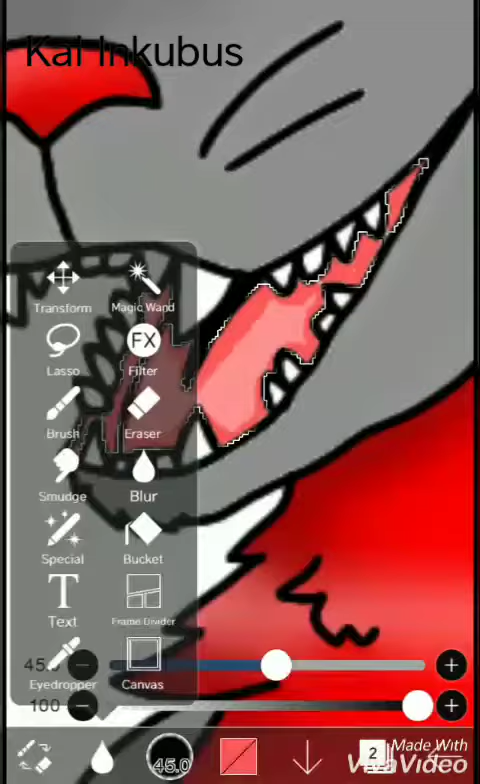 Kai Inkubus
Transform
Magic Wand
Lasso
FX
Filter
Brush
Eraser
Smudge
Blur
Special
Bucket
T
Text
Frame Divider
Eyedropper
Canvas
45.
100
45.0
2
Made With
VivaVideo